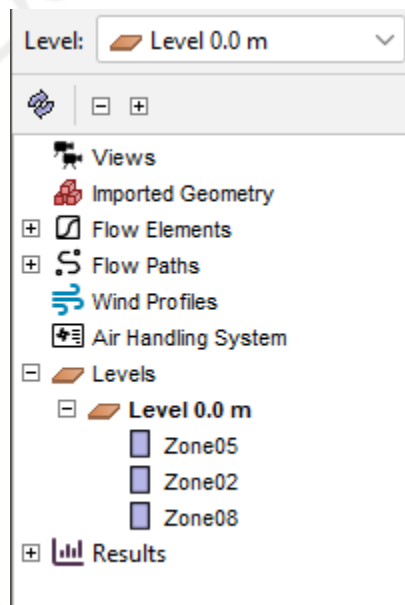 Level: Level 0.0 m
Views
Imported Geometry
Flow Elements
Flow Paths
Wind Profiles
Air Handling System
Levels
Level 0.0 m
Zone05
Zone02
Zone08
Results